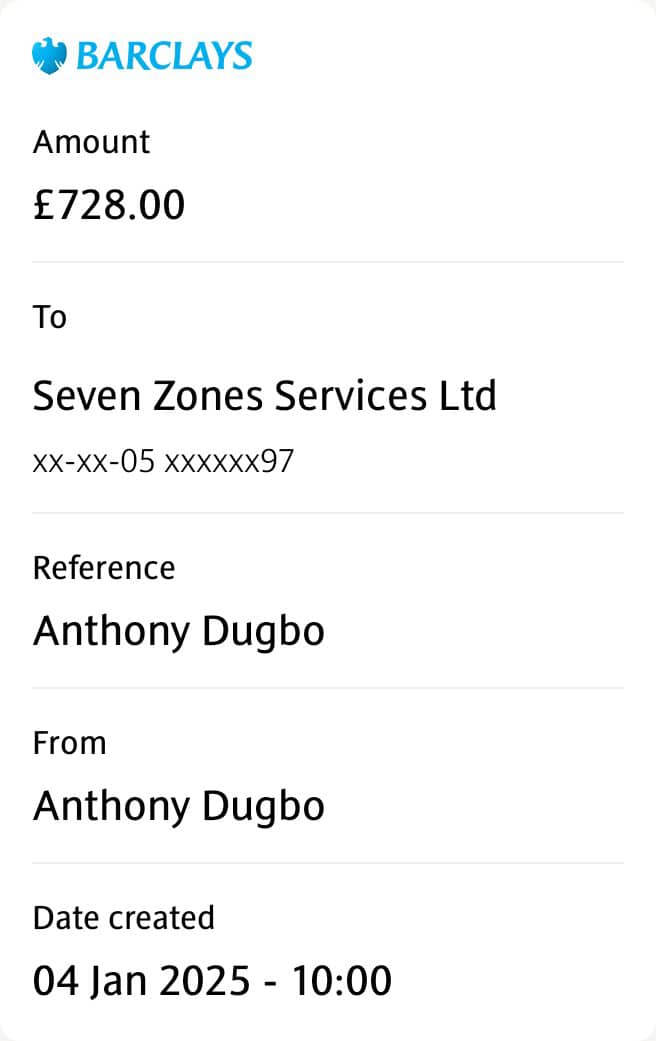 BARCLAYS
Amount
£728.00
To
Seven Zones Services Ltd
xx-xx-05 xxxxxx97
Reference
Anthony Dugbo
From
Anthony Dugbo
Date created
04 Jan 2025 - 10:00